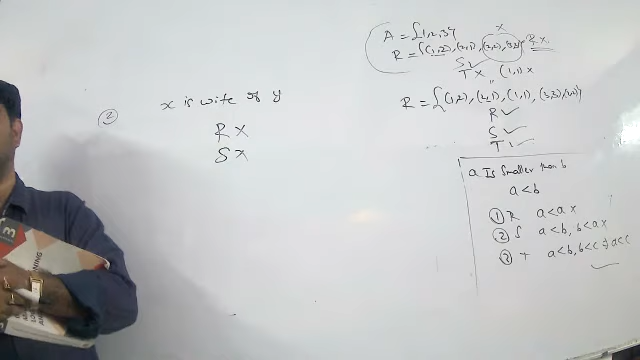 ②
x is wife of y
R ×
S ×
A = {1,2,3}
R = {(1,2), (2,1), (2,2), (3,3)}
×
R ×
S ✓
T × (1,1) ×
R = {(1,2), (2,1), (1,1), (3,3),
R ✓
S ✓
T ✓
a Is smaller than b
a < b
① R a < a ×
② S a < b, b < a ×
③ T a < b, b < c ⇒ a < c
✓